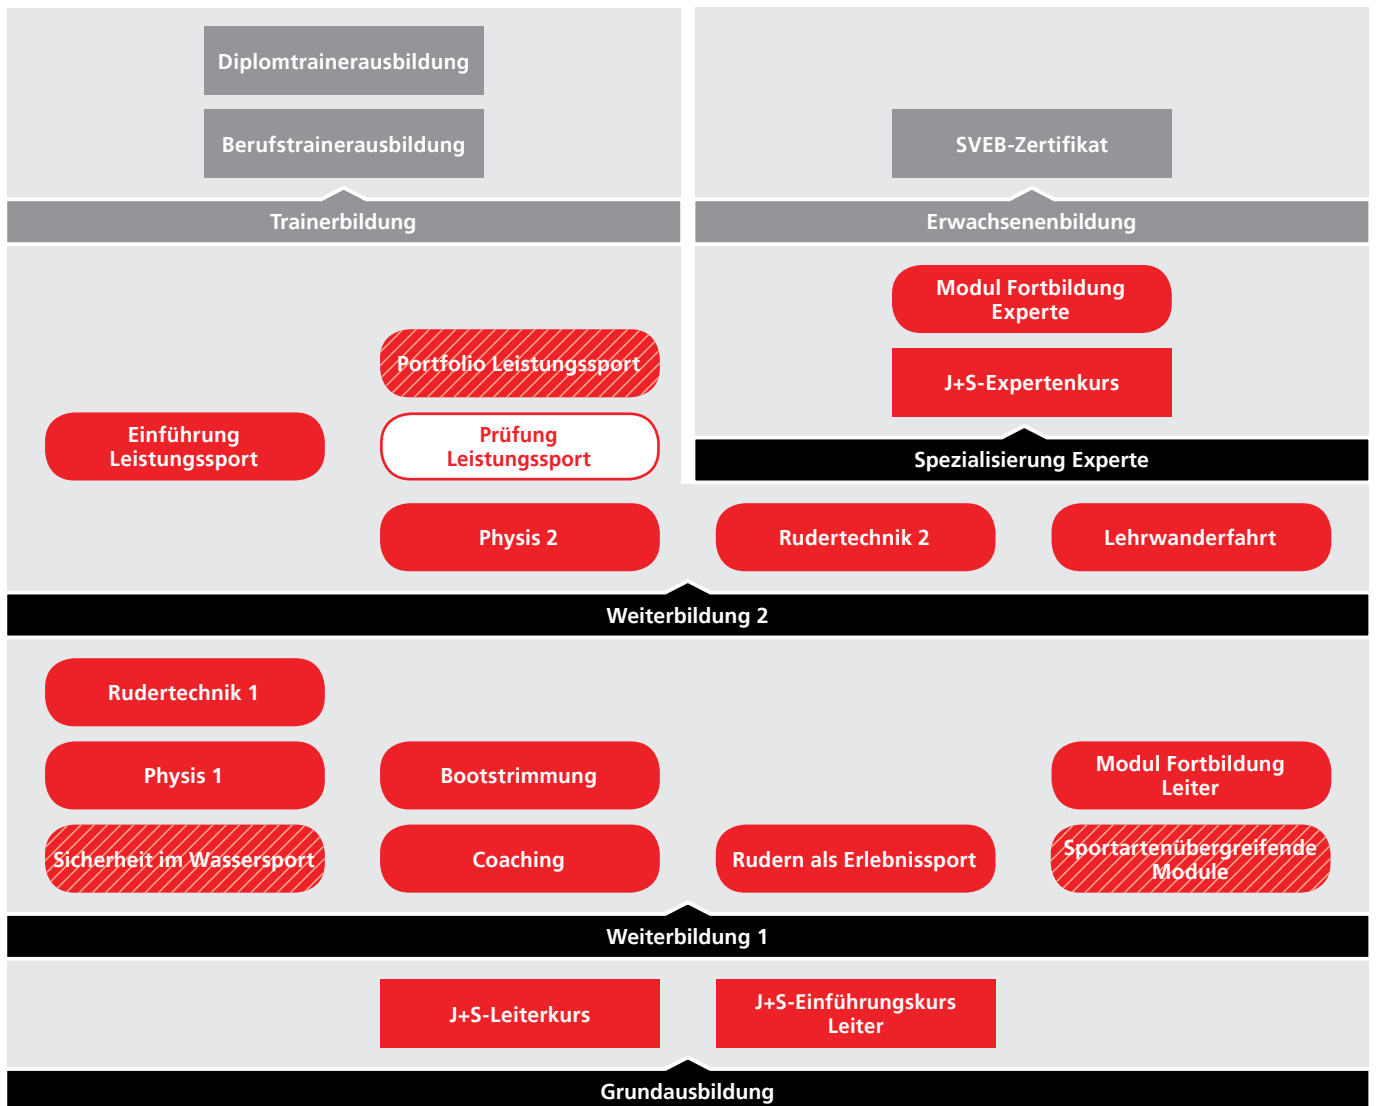 Diplomtrainerausbildung
Berufstrainerausbildung
SVEB-Zertifikat
Trainerbildung
Erwachsenenbildung
Modul Fortbildung
Experte
J+S-Expertenkurs
Spezialisierung Experte
Portfolio Leistungssport
Einführung
Leistungssport
Prüfung
Leistungssport
Physis 2
Rudertechnik 2
Lehrwanderfahrt
Weiterbildung 2
Rudertechnik 1
Physis 1
Bootstrimmung
Modul Fortbildung
Leiter
Sicherheit im Wassersport
Coaching
Rudern als Erlebnissport
Sportartenübergreifende
Module
Weiterbildung 1
J+S-Leiterkurs
J+S-Einführungskurs
Leiter
Grundausbildung